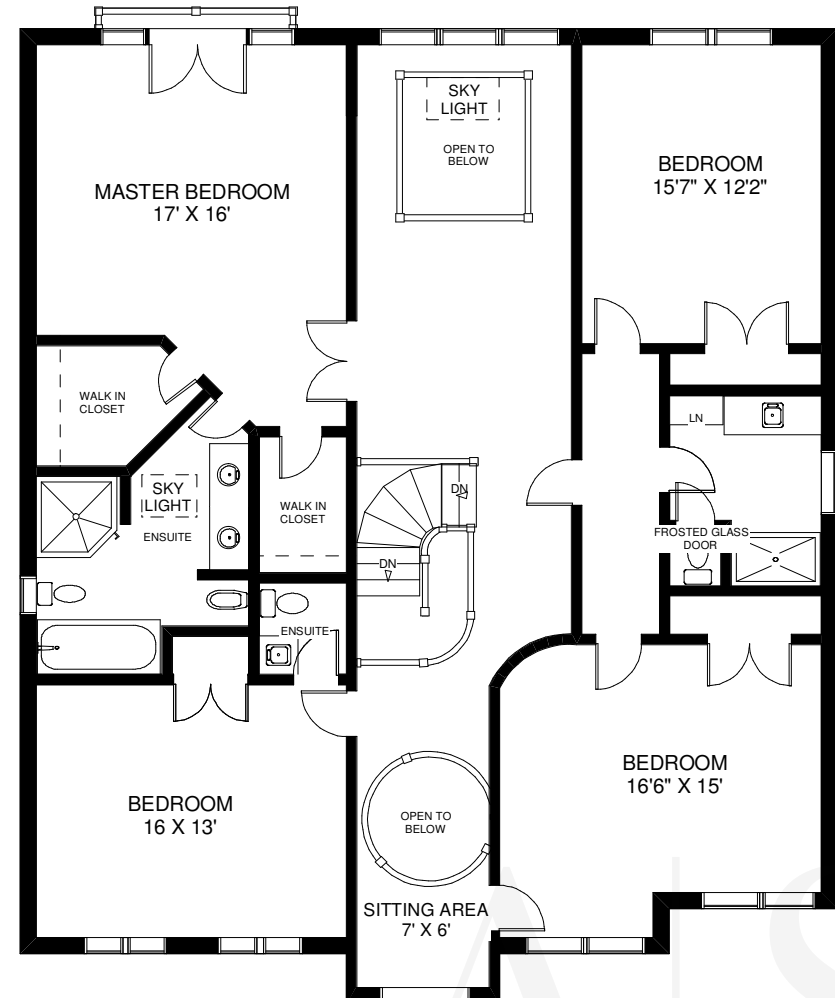 SKY
LIGHT
OPEN TO
BELOW
MASTER BEDROOM
17' X 16'
BEDROOM
15'7" X 12'2"
WALK IN
CLOSET
LN
SKY
LIGHT
ENSUITE
WALK IN
CLOSET
DN
DN
FROSTED GLASS
DOOR
ENSUITE
BEDROOM
16 X 13'
OPEN TO
BELOW
BEDROOM
16'6" X 15'
SITTING AREA
7' X 6'
A | S